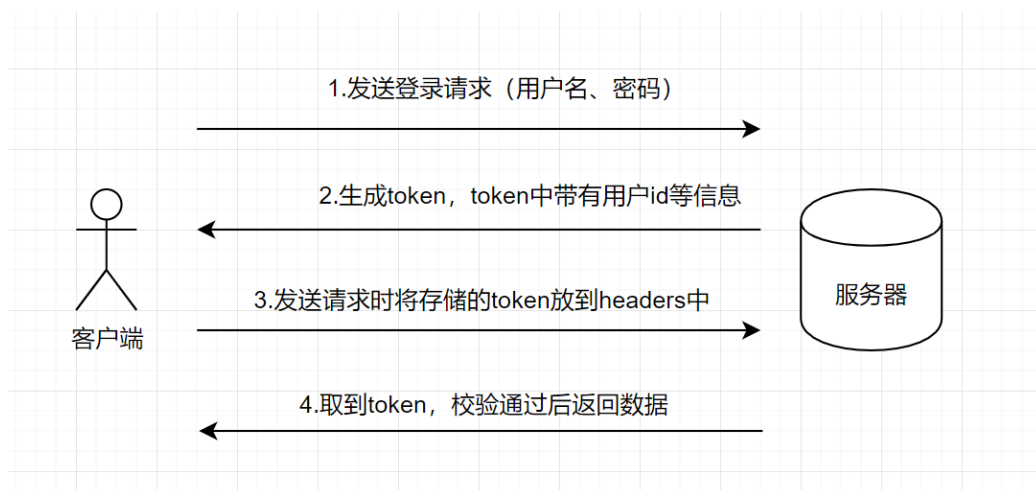 1.发送登录请求（用户名、密码）
2.生成token，token中带有用户id等信息
3.发送请求时将存储的token放到headers中
服务器
客户端
4.取到token，校验通过后返回数据